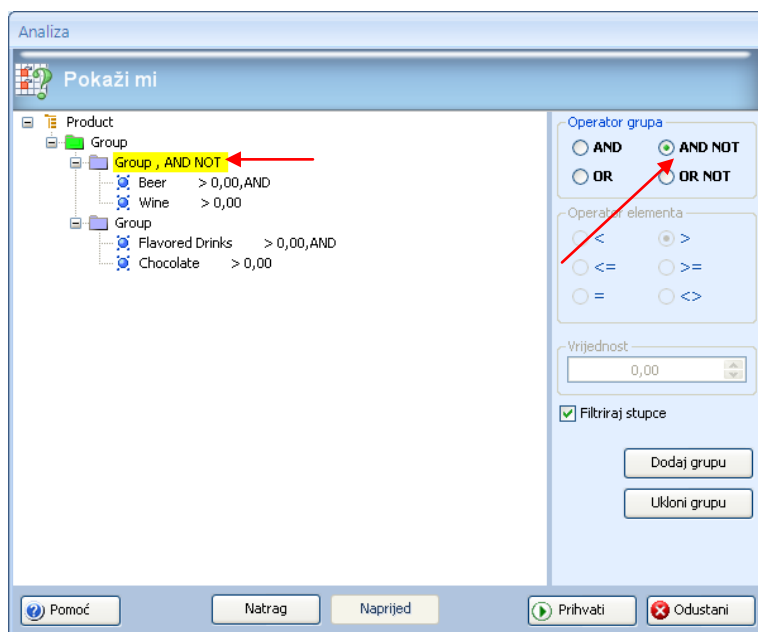 Analiza
Pokaži mi
Product
Group
Group , AND NOT
Beer > 0,00,AND
Wine > 0,00
Group
Flavored Drinks > 0,00,AND
Chocolate > 0,00
Operator grupa
AND AND NOT
OR OR NOT
Operator elementa
< >
<= >=
= <>
Vrijednost
0,00
Filtriraj stupce
Dodaj grupu
Ukloni grupu
Pomoć Natrag Naprijed Prihvati Odustani